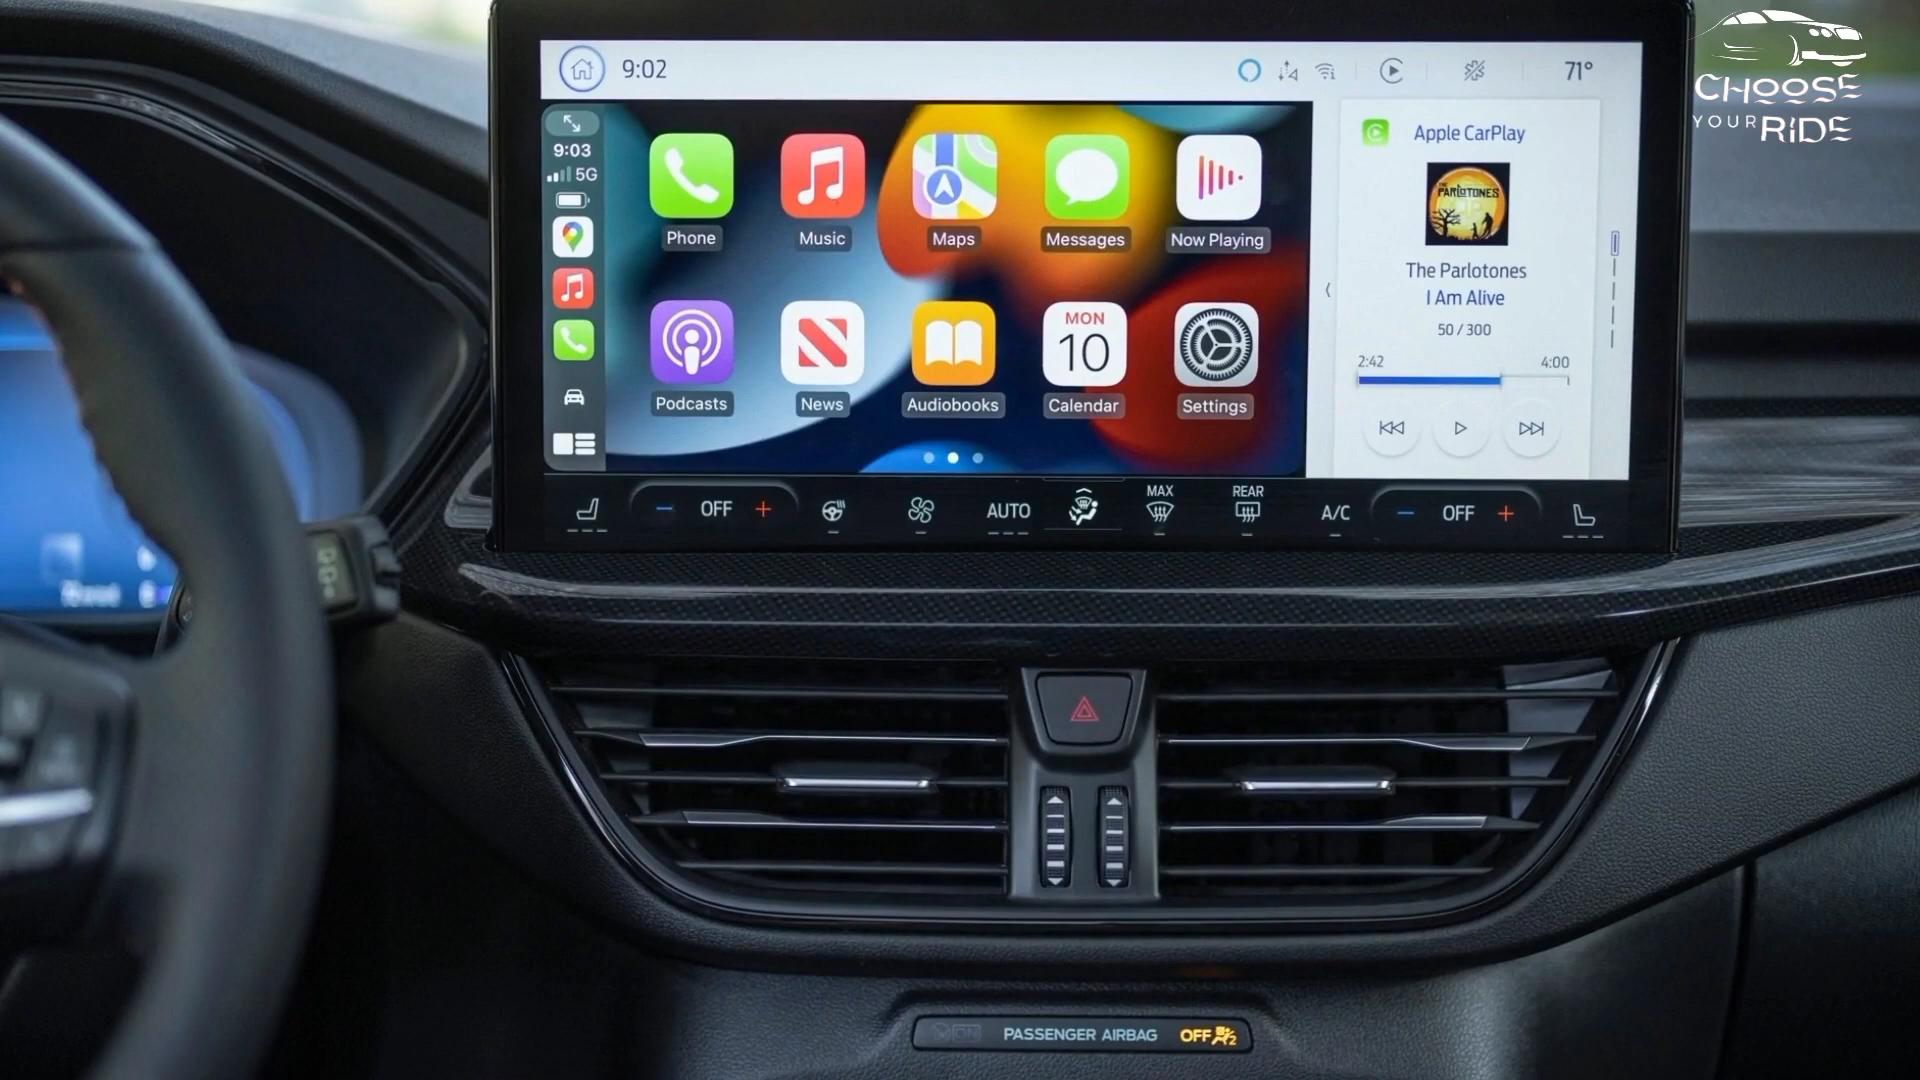 9:02
71°
CHOOSE
YOUR RIDE
9:03
5G
Phone
Music
Maps
Messages
Now Playing
Podcasts
News
Audiobooks
MON
10
Calendar
Settings
Apple CarPlay
PARLOTONES
The Parlotones
I Am Alive
50 / 300
2:42
4:00
OFF
AUTO
MAX
REAR
A/C
OFF
PASSENGER AIRBAG OFF